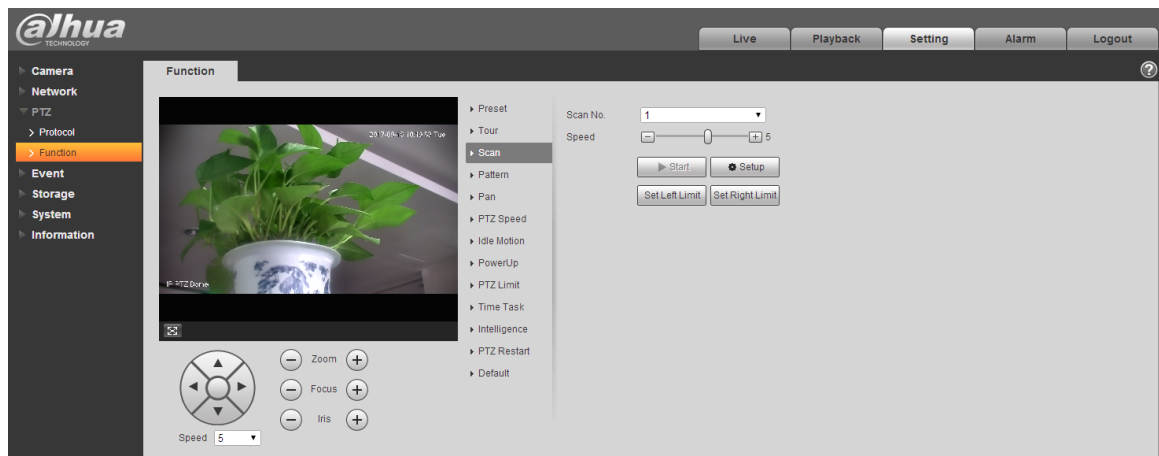 alhua
TECHNOLOGY
Live
Playback
Setting
Alarm
Logout
Camera
Network
PTZ
Protocol
Function
Event
Storage
System
Information
Function
?
Tue
IP PTZ Dome
Zoom
Focus
Iris
Speed 5
Preset
Tour
Scan
Pattern
Pan
PTZ Speed
Idle Motion
PowerUp
PTZ Limit
Time Task
Intelligence
PTZ Restart
Default
Scan No. 1
Speed 5
Start Setup
Set Left Limit Set Right Limit